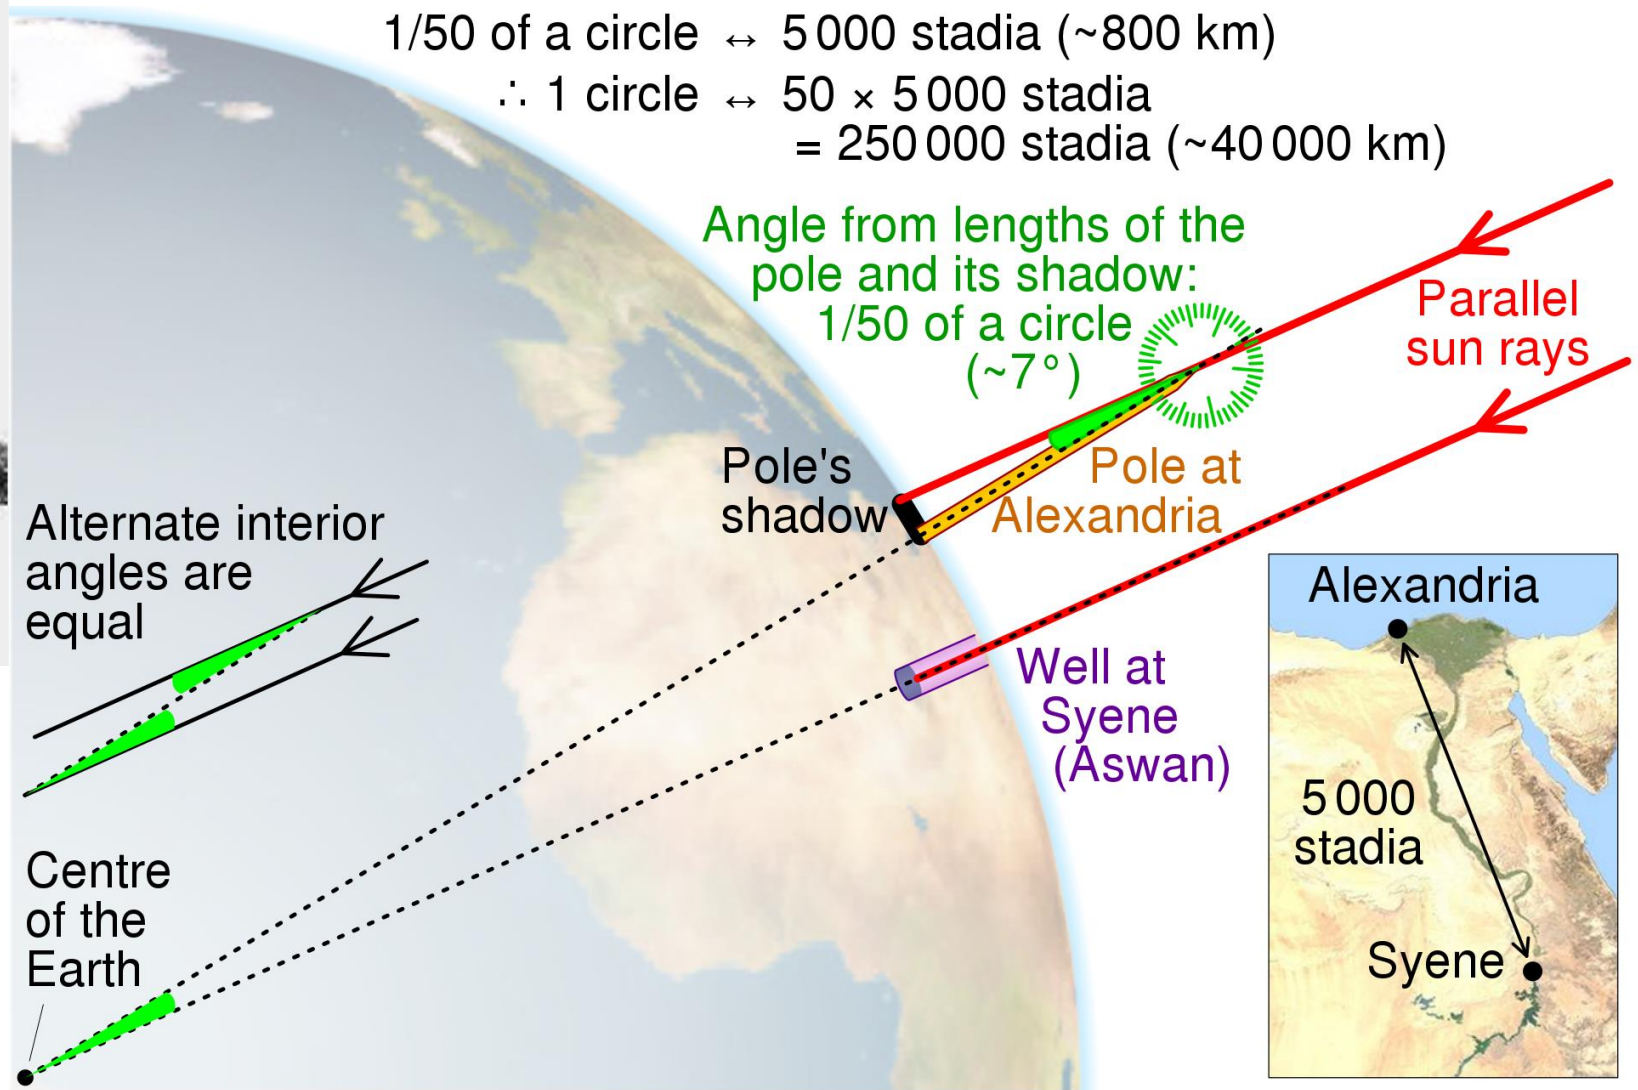 1/50 of a circle ↔ 5 000 stadia (~800 km)
∴ 1 circle ↔ 50 × 5 000 stadia
= 250 000 stadia (~40 000 km)
Angle from lengths of the
pole and its shadow:
1/50 of a circle
(~7°)
Parallel
sun rays
Pole's
shadow
Pole at
Alexandria
Alternate interior
angles are
equal
Well at
Syene
(Aswan)
Centre
of the
Earth
Alexandria
5 000
stadia
Syene